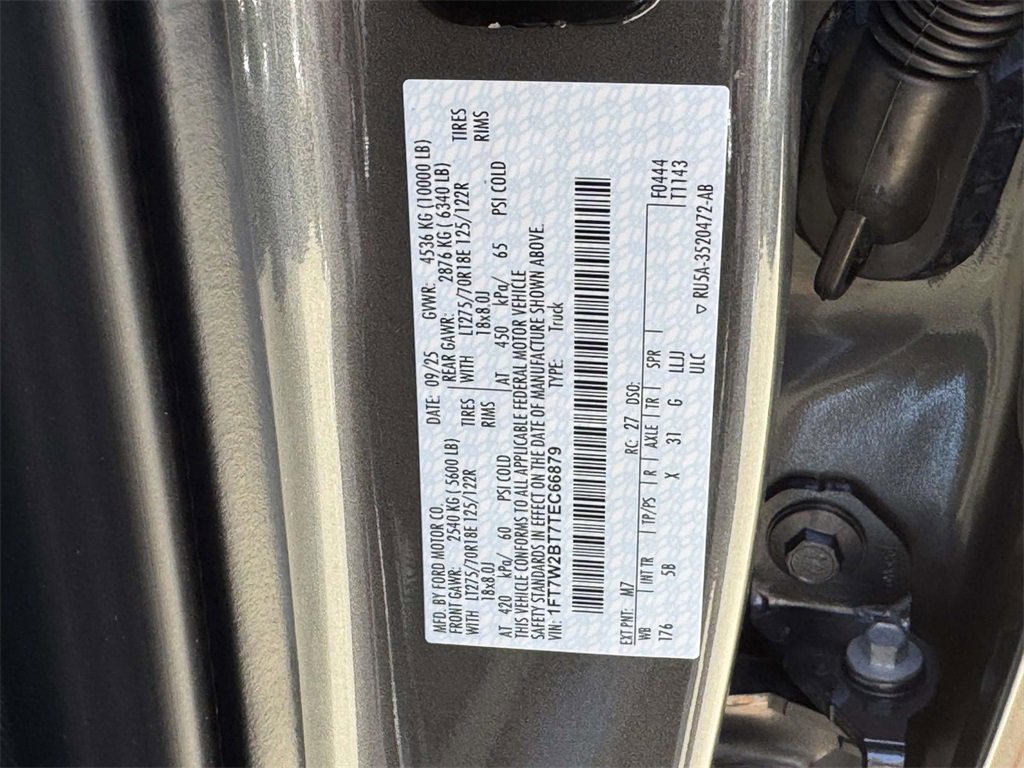 MFD. BY FORD MOTOR CO. DATE: 09/25 GVWR: 4536 KG (10000 LB)
FRONT GAWR: 2540 KG ( 5600 LB) REAR GAWR: 2876 KG ( 6340 LB)
WITH LT275/70R18E 125/122R TIRES WITH LT275/70R18E 125/122R TIRES
18x8.0J RIMS 18x8.0J RIMS
AT 420 kPa/ 60 PSI COLD AT 450 kPa/ 65 PSI COLD
THIS VEHICLE CONFORMS TO ALL APPLICABLE FEDERAL MOTOR VEHICLE
SAFETY STANDARDS IN EFFECT ON THE DATE OF MANUFACTURE SHOWN ABOVE.
VIN: 1FT7W2BT7TEC66879 TYPE: Truck
EXT PNT: M7 RC: 27 DSO: F0444
WB INT TR TP/PS R AXLE TR SPR T1143
176 5B X 31 G LLJ
ULC ▽ RU5A-3520472-AB